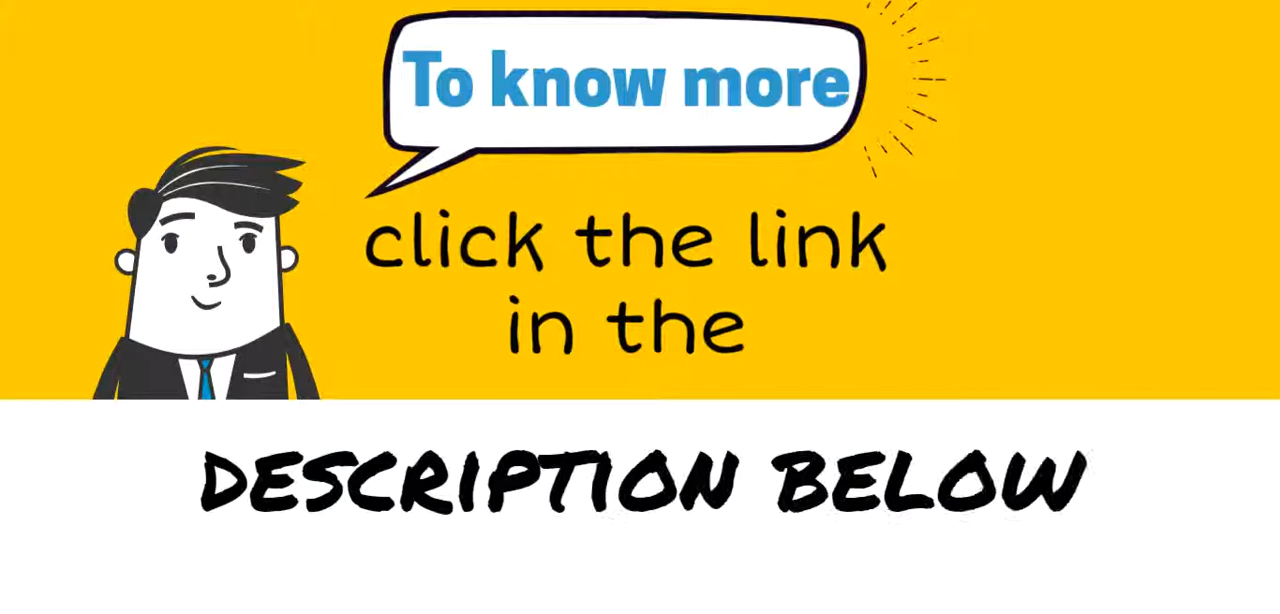 To know more
click the link
in the
DESCRIPTION BELOW